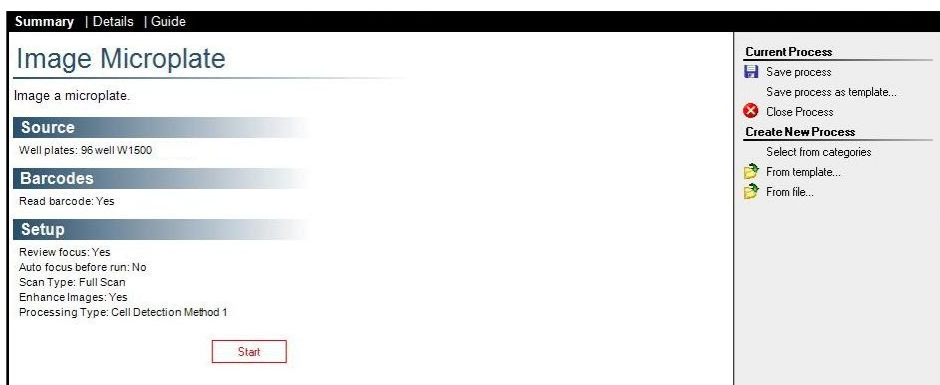 Summary | Details | Guide
Image Microplate
Image a microplate.
Source
Well plates: 96 well W1500
Barcodes
Read barcode: Yes
Setup
Review focus: Yes
Auto focus before run: No
Scan Type: Full Scan
Enhance Images: Yes
Processing Type: Cell Detection Method 1
Start
Current Process
Save process
Save process as template...
Close Process
Create New Process
Select from categories
From template...
From file...